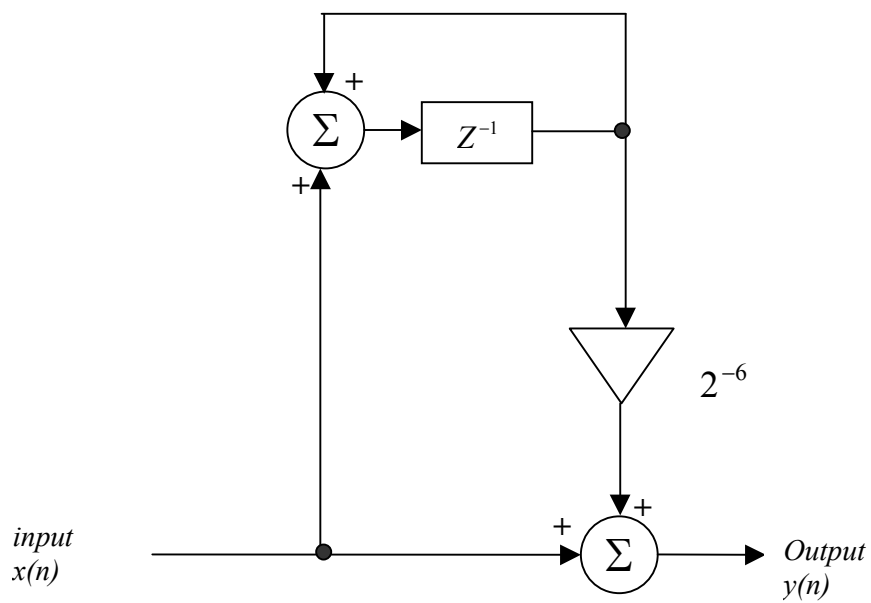 +
Σ
Z⁻¹
+
2⁻⁶
+
+
input
x(n)
Σ
Output
y(n)